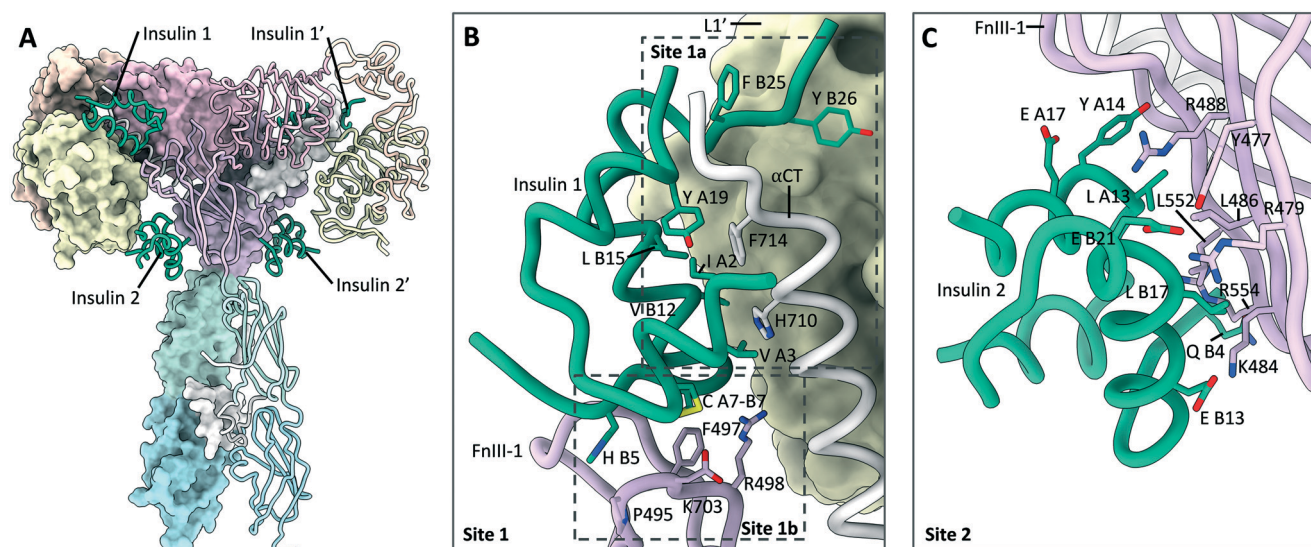 A
Insulin 1
Insulin 1’
Insulin 2
Insulin 2’
B
L1’
Site 1a
F B25
Y B26
Insulin 1
αCT
Y A19
F714
L B15
I A2
V B12
H710
V A3
C A7-B7
F497
FnIII-1
H B5
R498
K703
P495
Site 1
Site 1b
C
FnIII-1
Y A14
R488
E A17
Y477
L A13
L552
L486
R479
E B21
Insulin 2
L B17
R554
Q B4
K484
E B13
Site 2